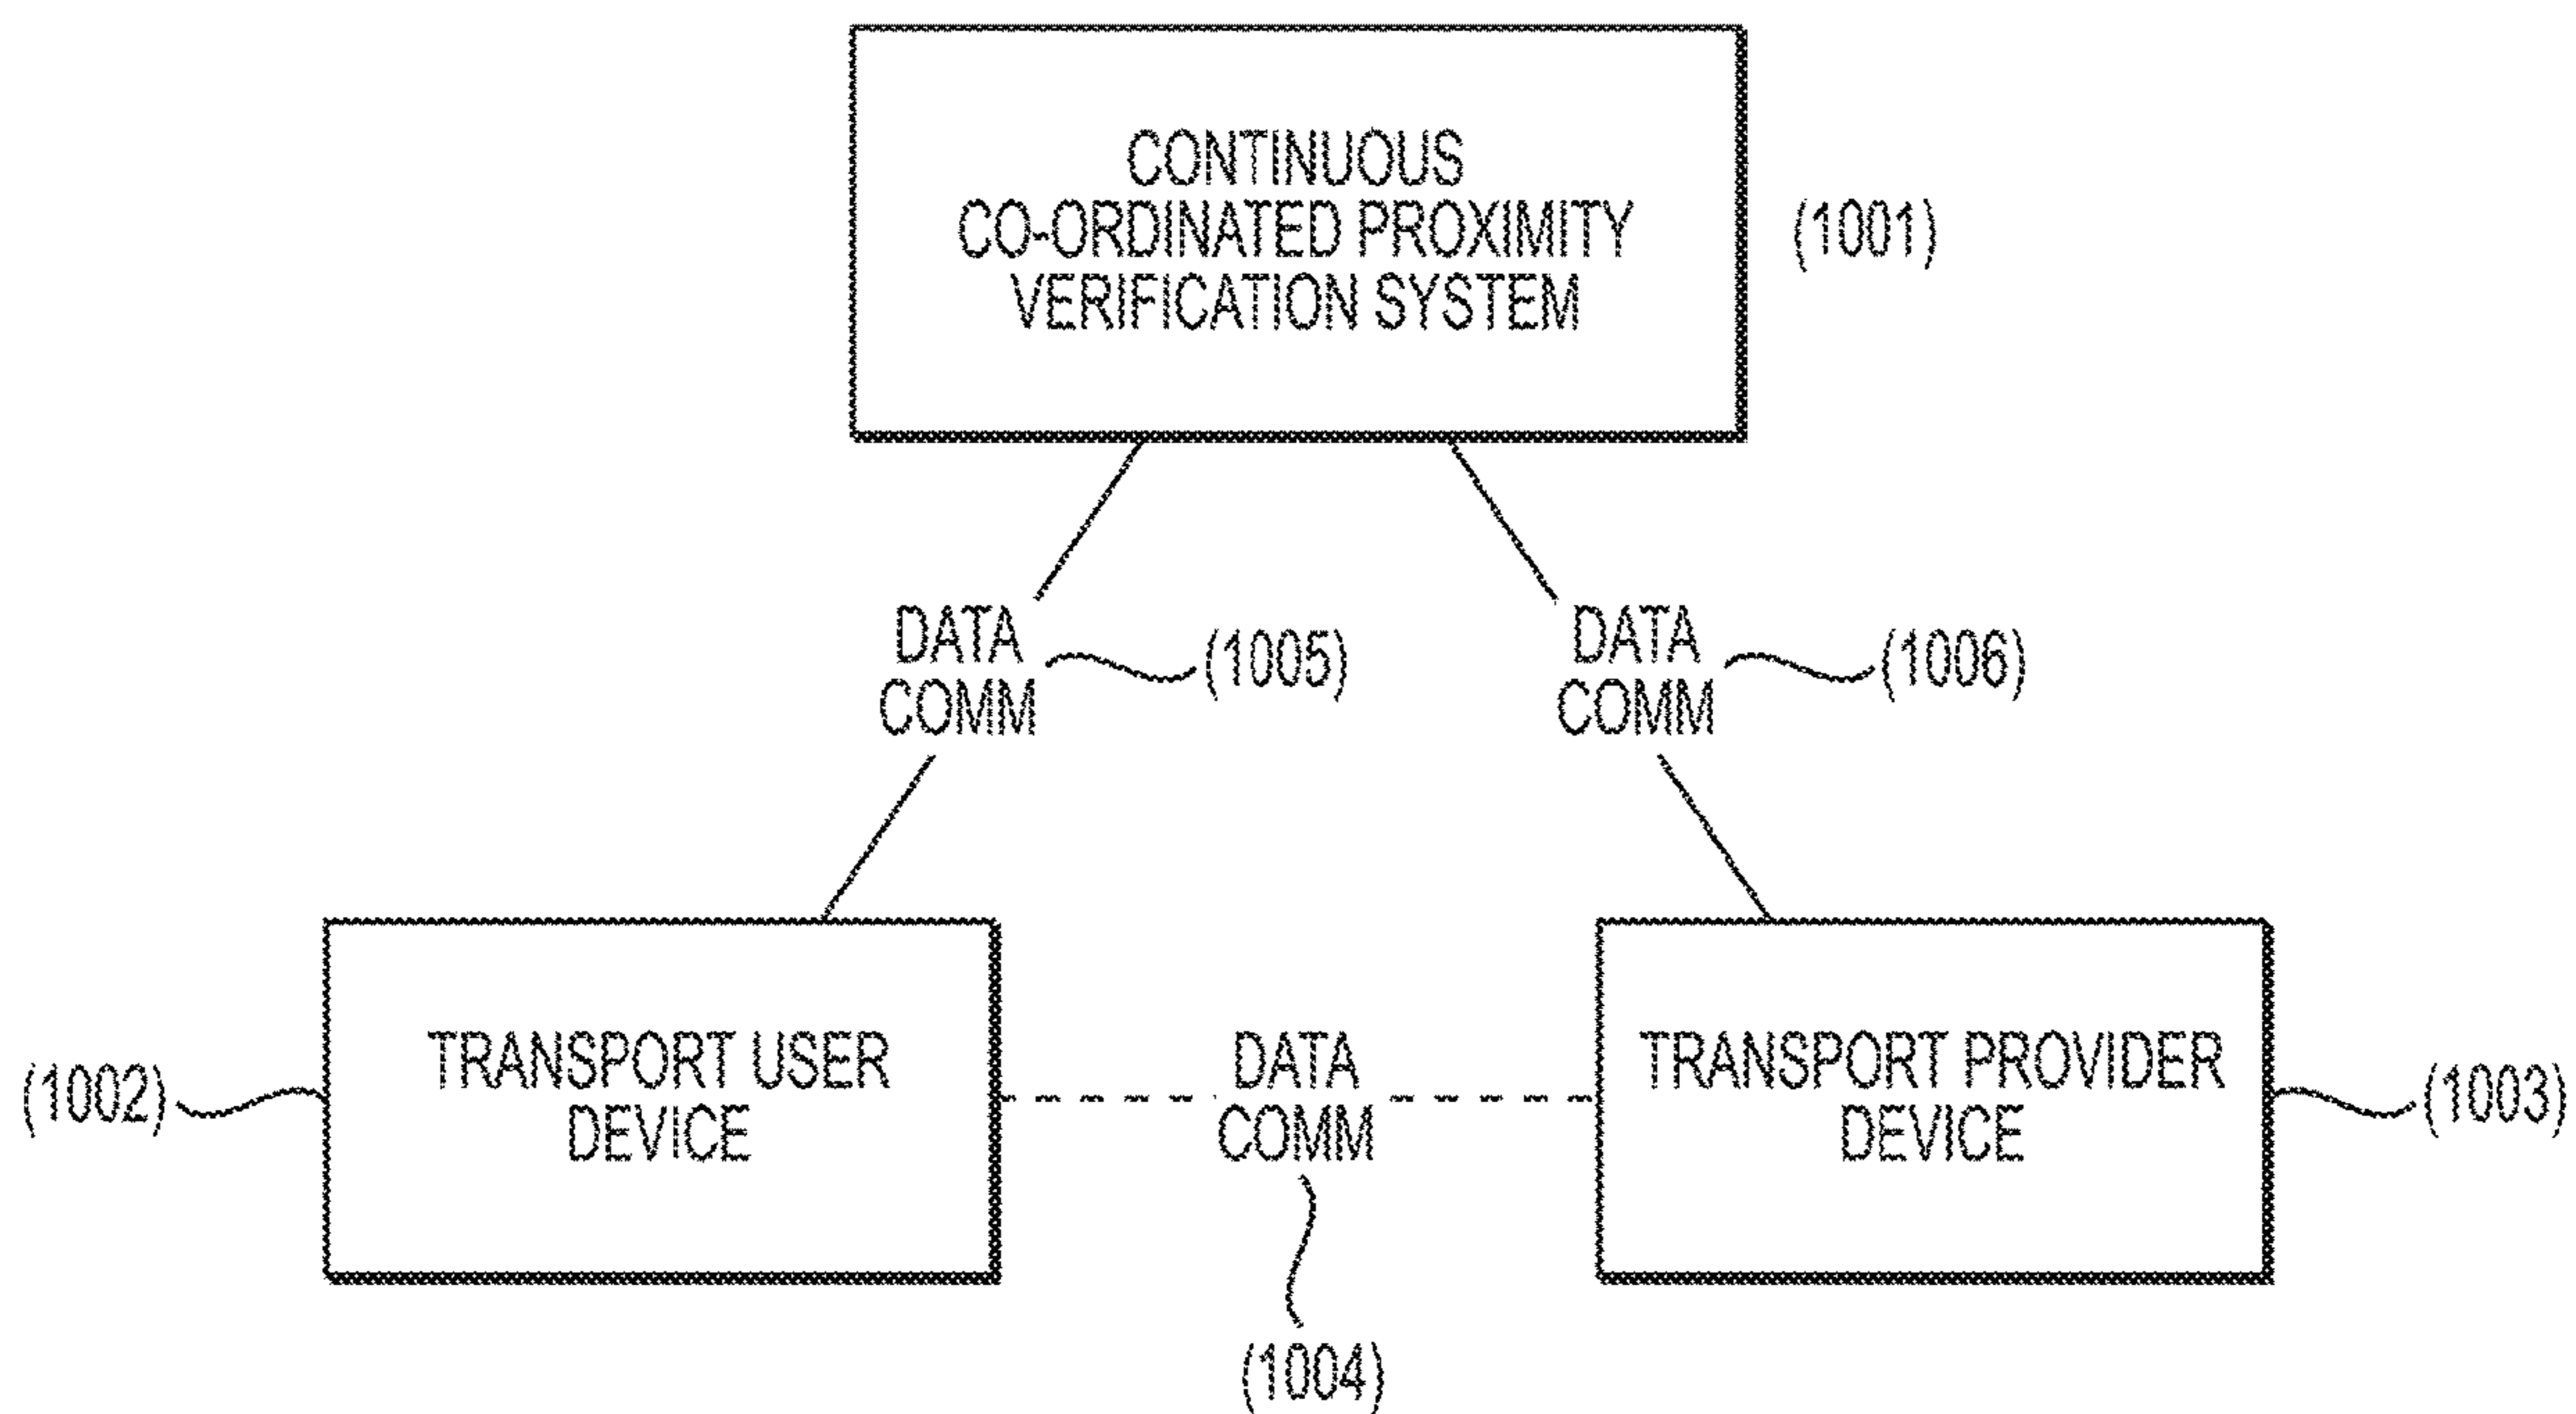 CONTINUOUS
CO-ORDINATED PROXIMITY
VERIFICATION SYSTEM
(1001)
DATA
COMM
(1005)
DATA
COMM
(1006)
(1002)
TRANSPORT USER
DEVICE
DATA
COMM
(1004)
TRANSPORT PROVIDER
DEVICE
(1003)